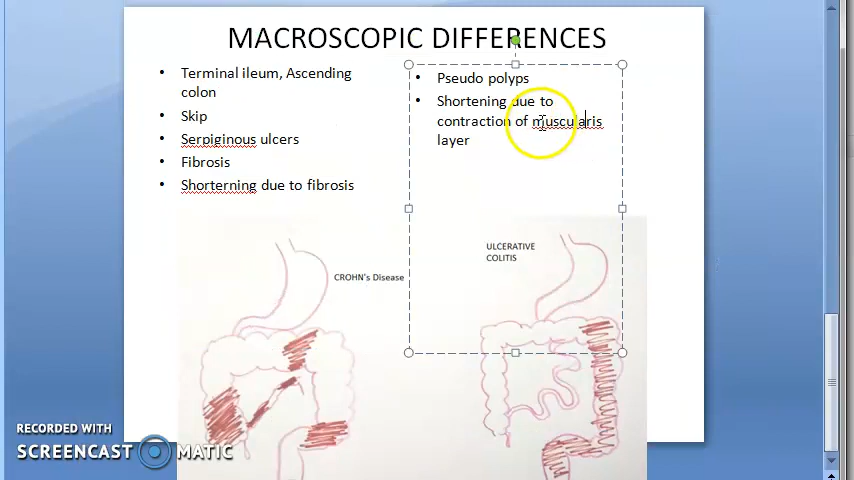 MACROSCOPIC DIFFERENCES
• Terminal ileum, Ascending
colon
• Skip
• Serpiginous ulcers
• Fibrosis
• Shorterning due to fibrosis
• Pseudo polyps
• Shortening due to
contraction of muscularis
layer
CROHN's Disease
ULCERATIVE
COLITIS
RECORDED WITH
SCREENCAST MATIC